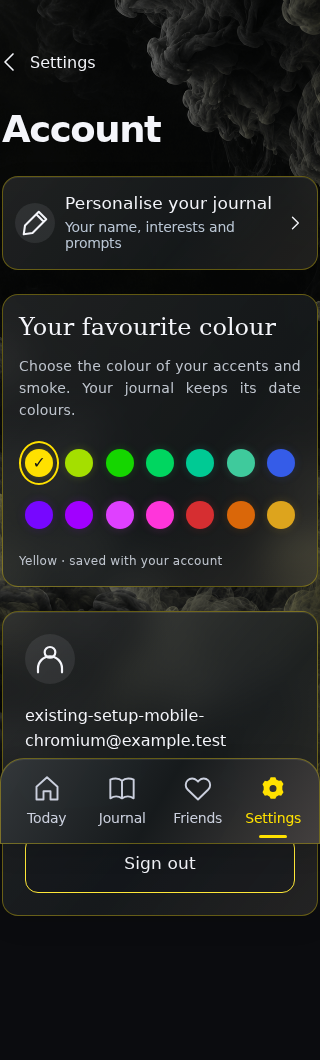 Settings
Account
Personalise your journal
Your name, interests and
prompts
Your favourite colour
Choose the colour of your accents and
smoke. Your journal keeps its date
colours.
✓
Yellow · saved with your account
existing-setup-mobile-
chromium@example.test
Today Journal Friends Settings
Sign out